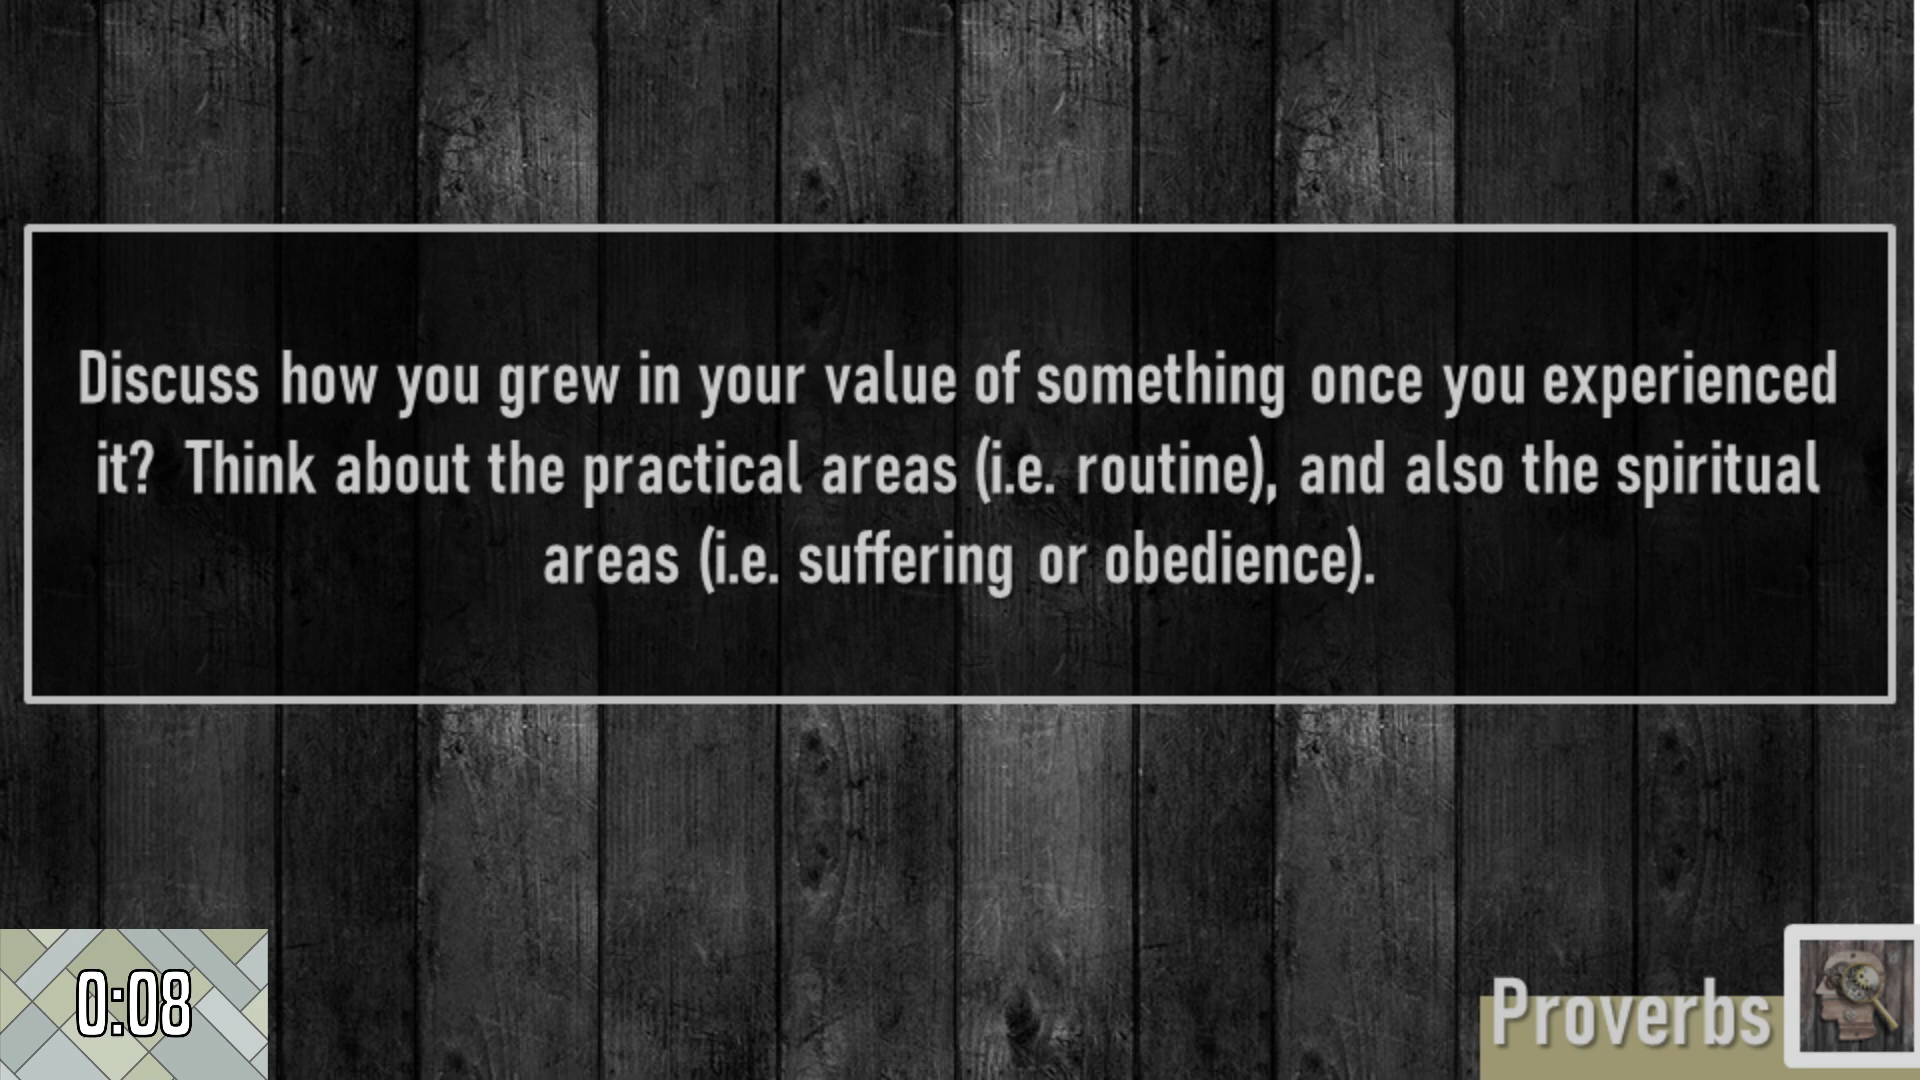 Discuss how you grew in your value of something once you experienced
it? Think about the practical areas (i.e. routine), and also the spiritual
areas (i.e. suffering or obedience).
0:08
Proverbs